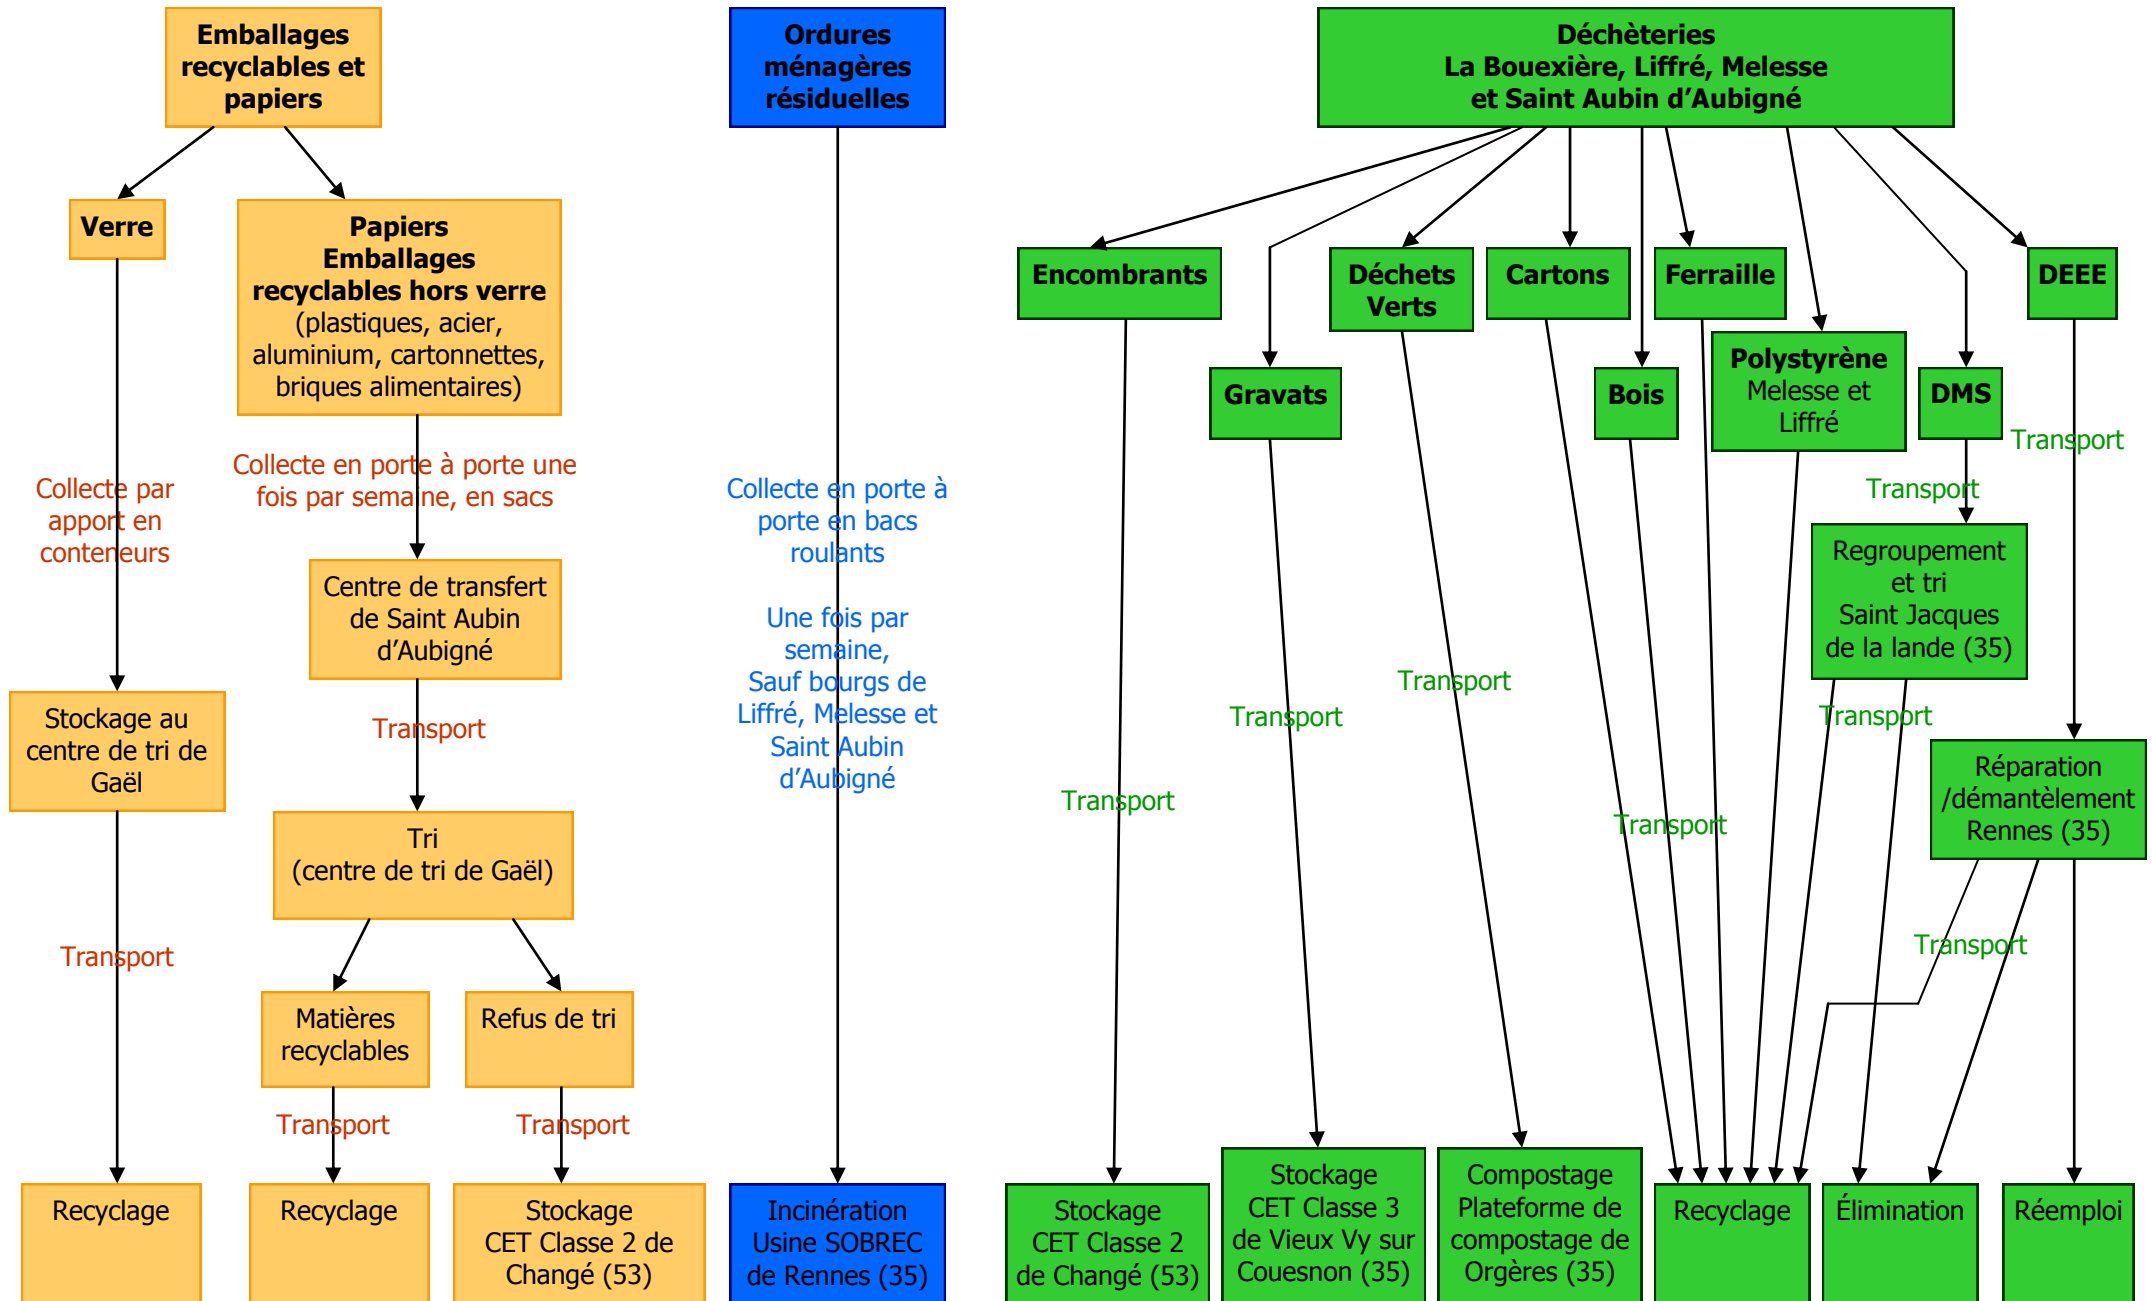 Emballages
recyclables et
papiers
Ordures
ménagères
résiduelles
Déchèteries
La Bouexière, Liffré, Melesse
et Saint Aubin d’Aubigné
Verre
Papiers
Emballages
recyclables hors verre
(plastiques, acier,
aluminium, cartonnettes,
briques alimentaires)
Encombrants
Gravats
Déchets
Verts
Cartons
Bois
Ferraille
Polystyrène
Melesse et
Liffré
DMS
DEEE
Collecte par
apport en
conteneurs
Collecte en porte à porte une
fois par semaine, en sacs
Collecte en porte à
porte en bacs
roulants
Une fois par
semaine,
Sauf bourgs de
Liffré, Melesse et
Saint Aubin
d’Aubigné
Transport
Transport
Regroupement
et tri
Saint Jacques
de la lande (35)
Centre de transfert
de Saint Aubin
d’Aubigné
Stockage au
centre de tri de
Gaël
Transport
Transport
Transport
Transport
Transport
Transport
Réparation
/démantèlement
Rennes (35)
Tri
(centre de tri de Gaël)
Transport
Transport
Matières
recyclables
Refus de tri
Transport
Transport
Recyclage
Recyclage
Stockage
CET Classe 2 de
Changé (53)
Incinération
Usine SOBREC
de Rennes (35)
Stockage
CET Classe 2
de Changé (53)
Stockage
CET Classe 3
de Vieux Vy sur
Couesnon (35)
Compostage
Plateforme de
compostage de
Orgères (35)
Recyclage
Élimination
Réemploi